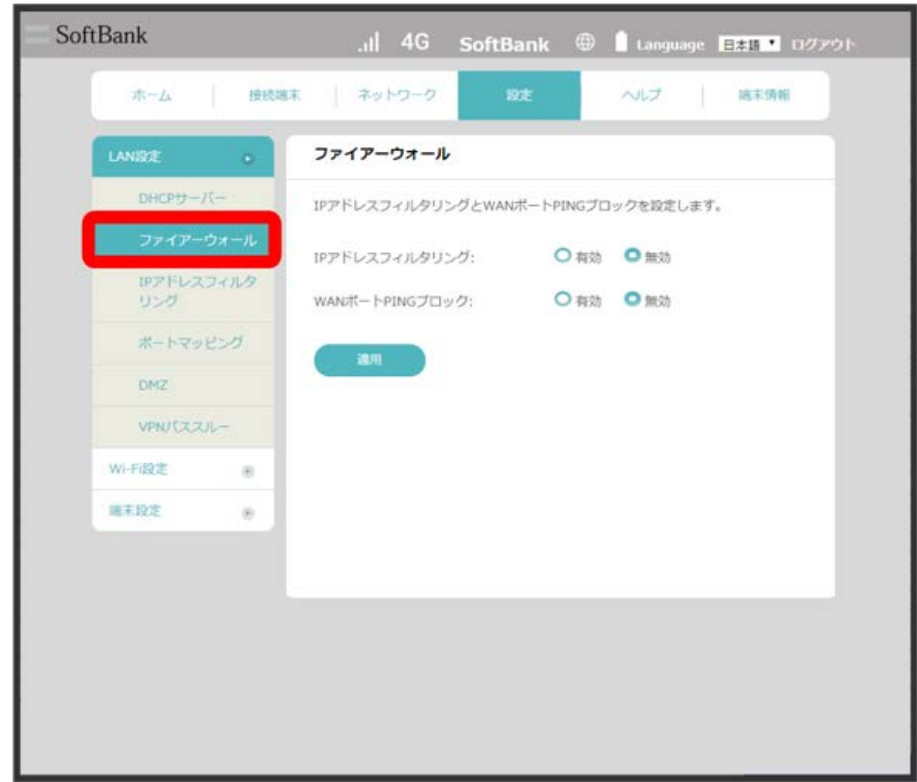 SoftBank
4G SoftBank Language 日本語 ログアウト
ホーム 接続端末 ネットワーク 設定 ヘルプ 端末情報
LAN設定
DHCPサーバー
ファイアーウォール
IPアドレスフィルタ
リング
ポートマッピング
DMZ
VPNパススルー
Wi-Fi設定
端末設定
ファイアーウォール
IPアドレスフィルタリングとWANポートPINGブロックを設定します。
IPアドレスフィルタリング: 有効 無効
WANポートPINGブロック: 有効 無効
適用